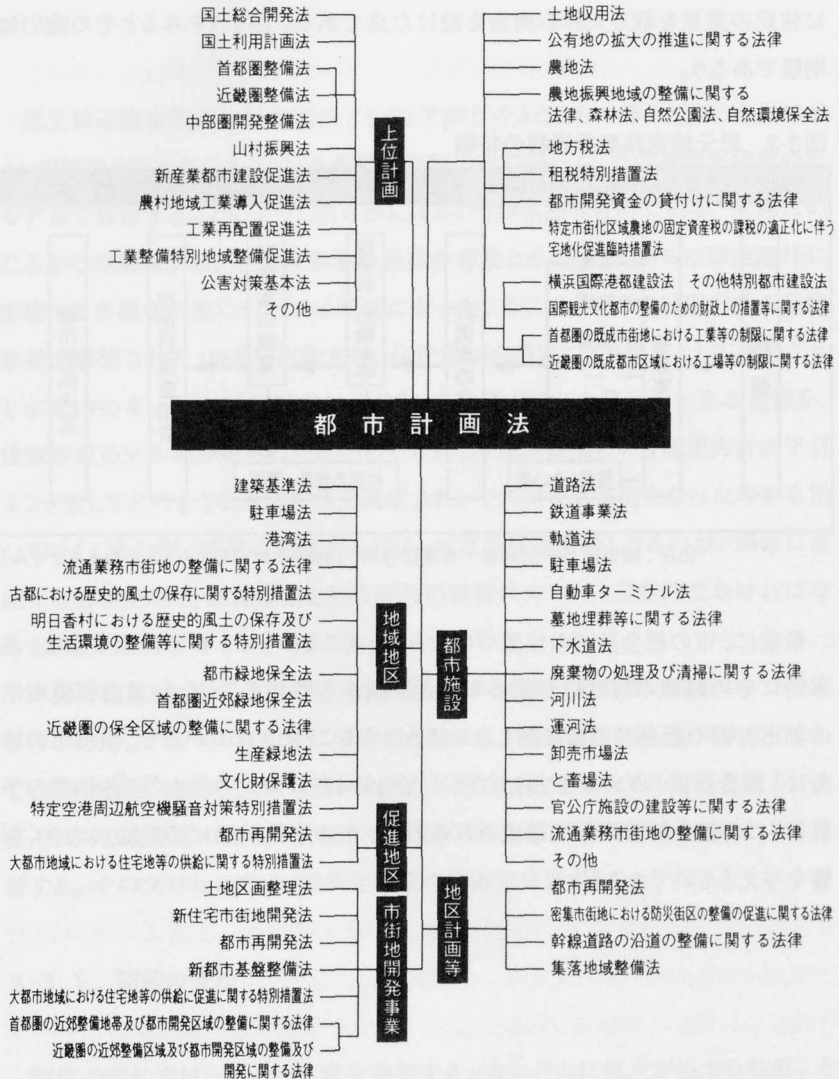 国土総合開発法
国土利用計画法
首都圏整備法
近畿圏整備法
中部圏開発整備法
山村振興法
新産業都市建設促進法
農村地域工業導入促進法
工業再配置促進法
工業整備特別地域整備促進法
公害対策基本法
その他
上位計画
土地収用法
公有地の拡大の推進に関する法律
農地法
農地振興地域の整備に関する
法律、森林法、自然公園法、自然環境保全法
地方税法
租税特別措置法
都市開発資金の貸付けに関する法律
特定市街化区域農地の固定資産税の課税の適正化に伴う
宅地化促進臨時措置法
横浜国際港都建設法 その他特別都市建設法
国際観光文化都市の整備のための財政上の措置等に関する法律
首都圏の既成市街地における工業等の制限に関する法律
近畿圏の既成都市区域における工場等の制限に関する法律
都市計画法
建築基準法
駐車場法
港湾法
流通業務市街地の整備に関する法律
古都における歴史的風土の保存に関する特別措置法
明日香村における歴史的風土の保存及び
生活環境の整備等に関する特別措置法
都市緑地保全法
首都圏近郊緑地保全法
近畿圏の保全区域の整備に関する法律
生産緑地法
文化財保護法
特定空港周辺航空機騒音対策特別措置法
地域地区
都市再開発法
大都市地域における住宅地等の供給に関する特別措置法
促進地区
土地区画整理法
新住宅市街地開発法
都市再開発法
新都市基盤整備法
大都市地域における住宅地等の供給に促進に関する特別措置法
首都圏の近郊整備地帯及び都市開発区域の整備に関する法律
近畿圏の近郊整備区域及び都市開発区域の整備及び
開発に関する法律
市街地開発事業
都市施設
道路法
鉄道事業法
軌道法
駐車場法
自動車ターミナル法
墓地埋葬等に関する法律
下水道法
廃棄物の処理及び清掃に関する法律
河川法
運河法
卸売市場法
と畜場法
官公庁施設の建設等に関する法律
流通業務市街地の整備に関する法律
その他
地区計画等
都市再開発法
密集市街地における防災街区の整備の促進に関する法律
幹線道路の沿道の整備に関する法律
集落地域整備法